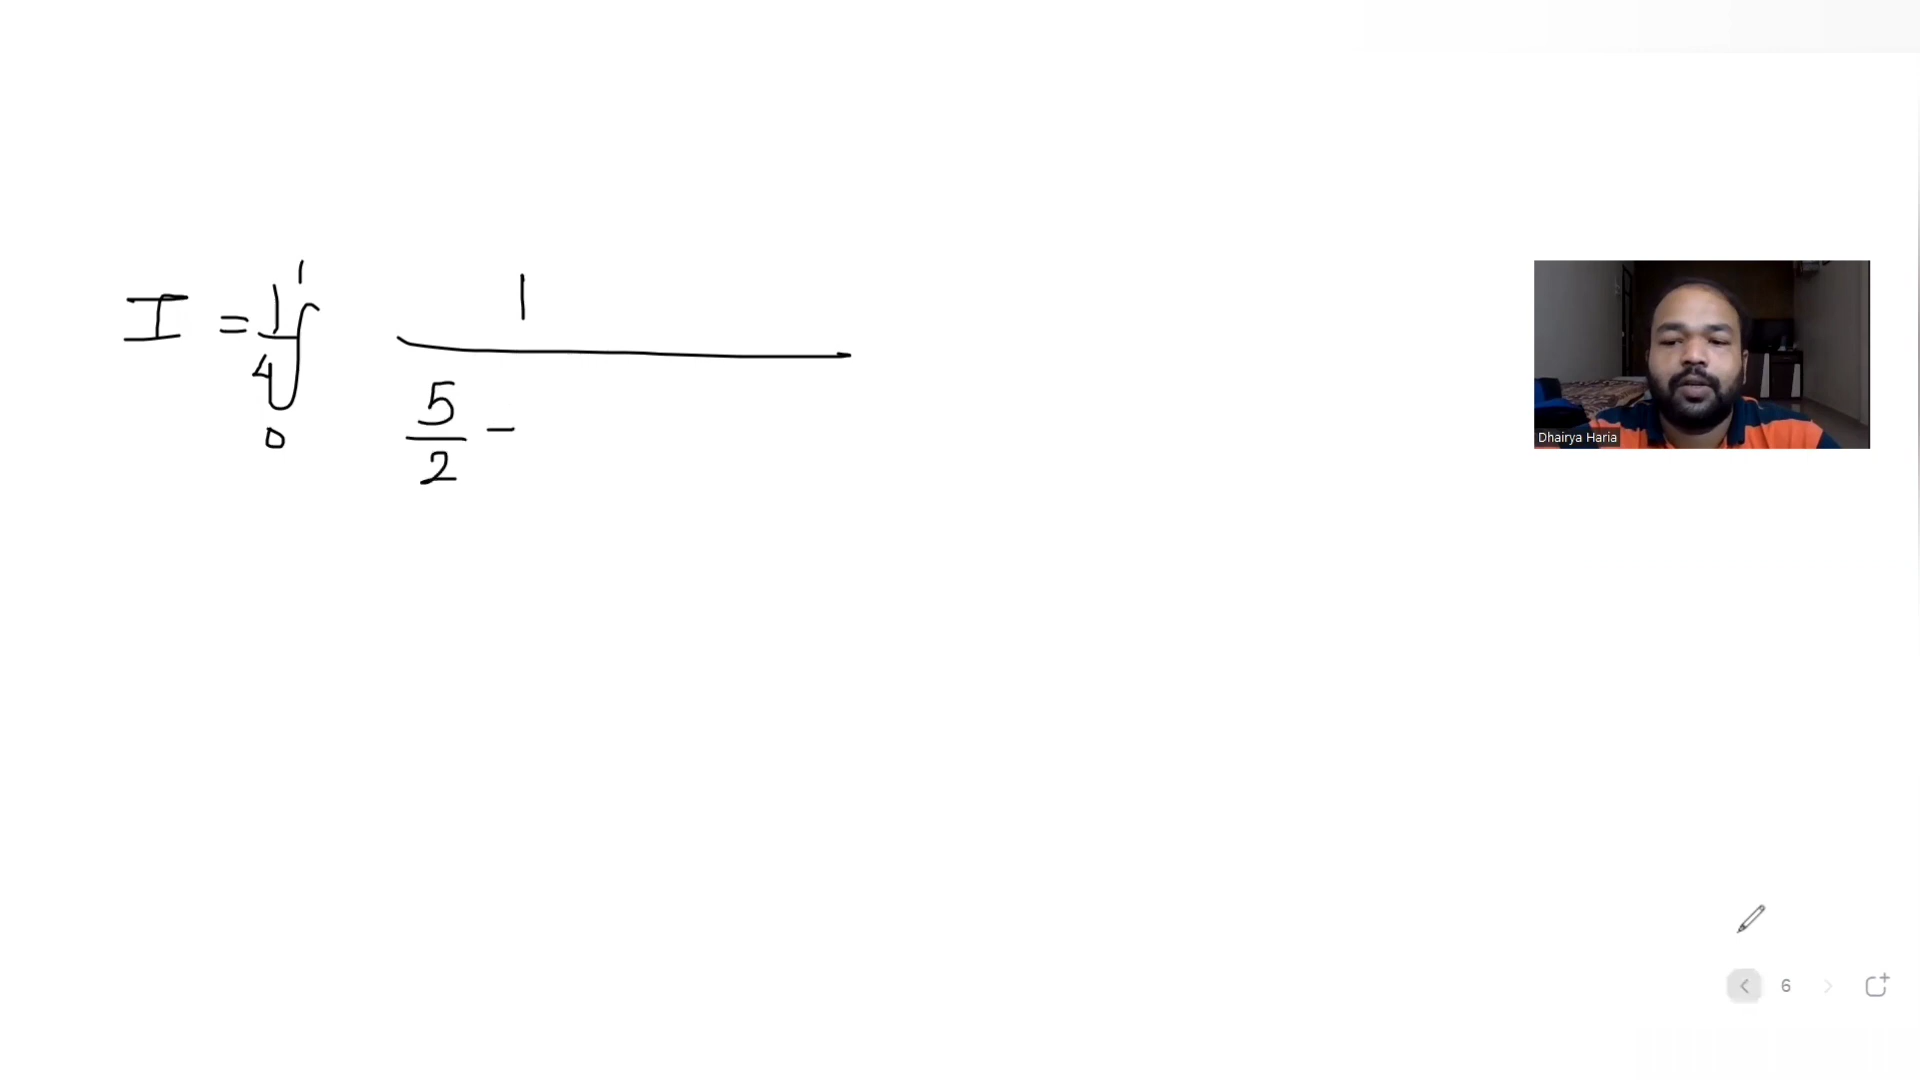 I = 1/4 ∫₀¹ 1 / (5/2 -
Dhairya Haria
6